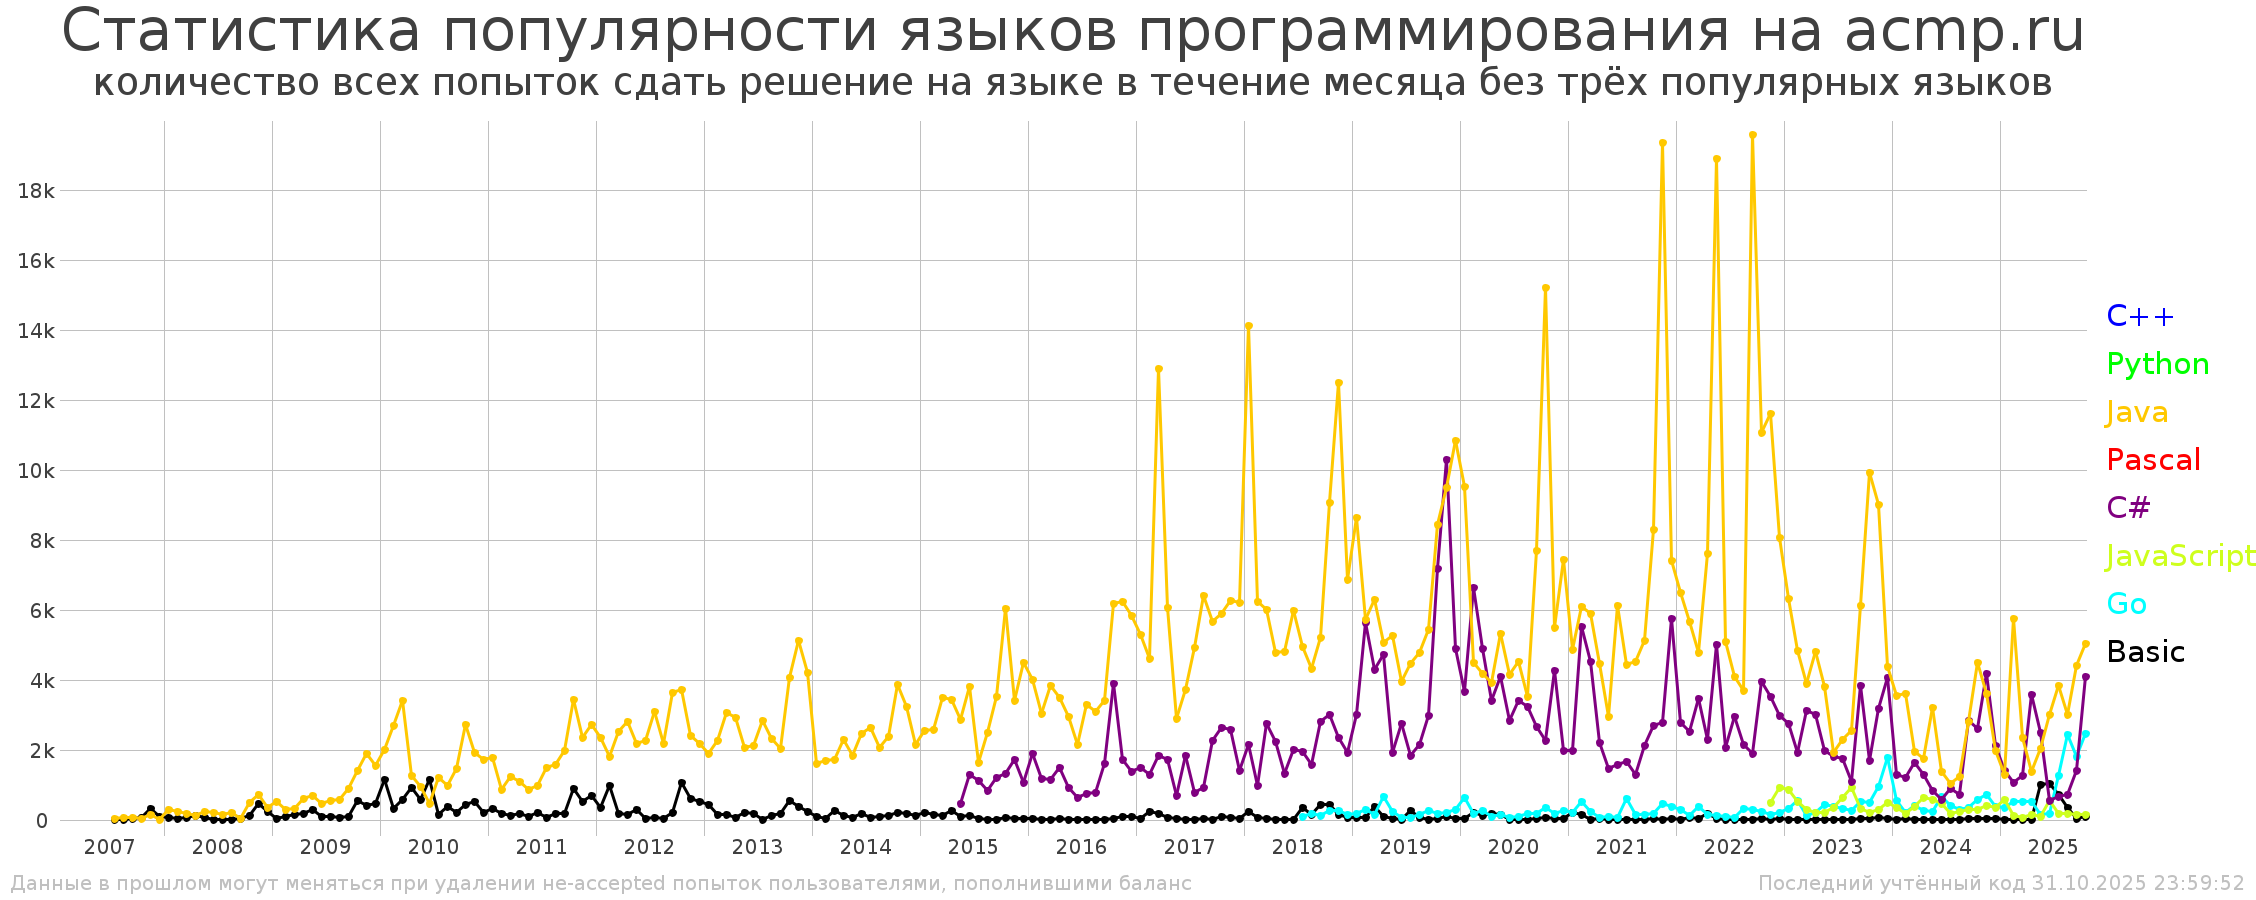 Статистика популярности языков программирования на acmp.ru
количество всех попыток сдать решение на языке в течение месяца без трёх популярных языков
18k
16k
14k
12k
10k
8k
6k
4k
2k
0
C++
Python
Java
Pascal
C#
JavaScript
Go
Basic
2007 2008 2009 2010 2011 2012 2013 2014 2015 2016 2017 2018 2019 2020 2021 2022 2023 2024 2025
Данные в прошлом могут меняться при удалении не-accepted попыток пользователями, пополнившими баланс
Последний учтённый код 31.10.2025 23:59:52